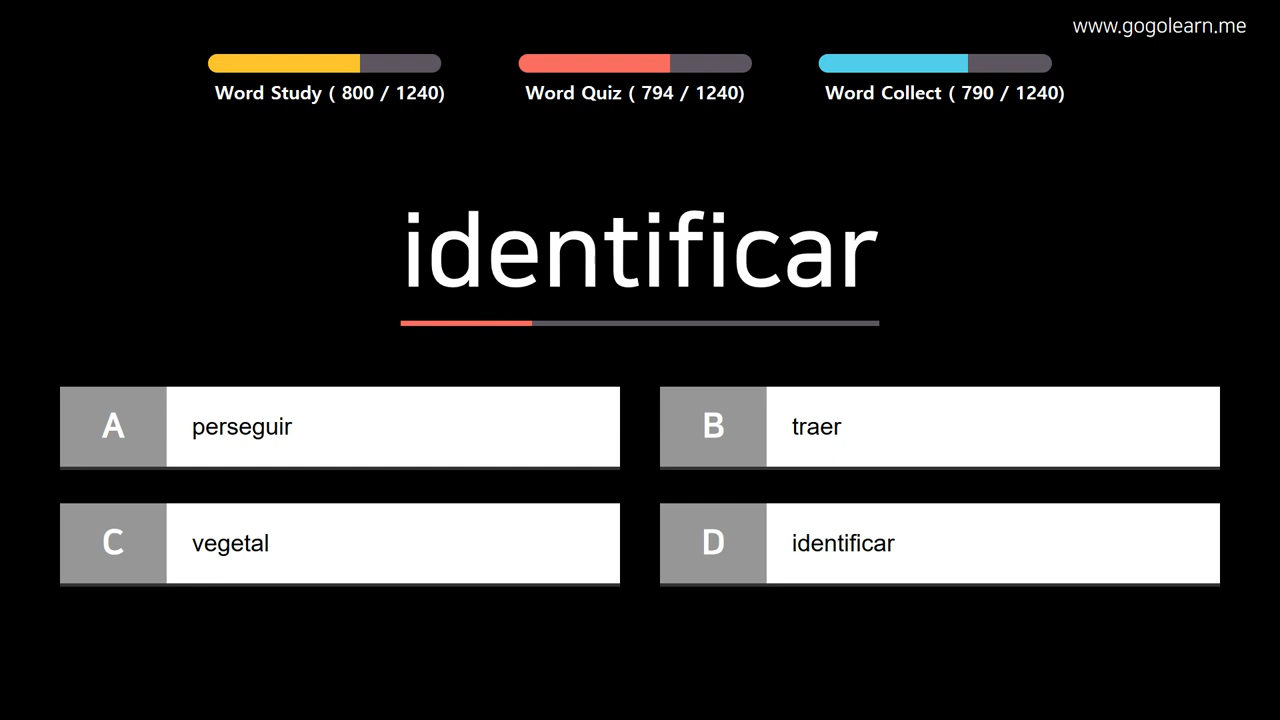 www.gogolearn.me
Word Study ( 800 / 1240)
Word Quiz ( 794 / 1240)
Word Collect ( 790 / 1240)
identificar
A perseguir
B traer
C vegetal
D identificar